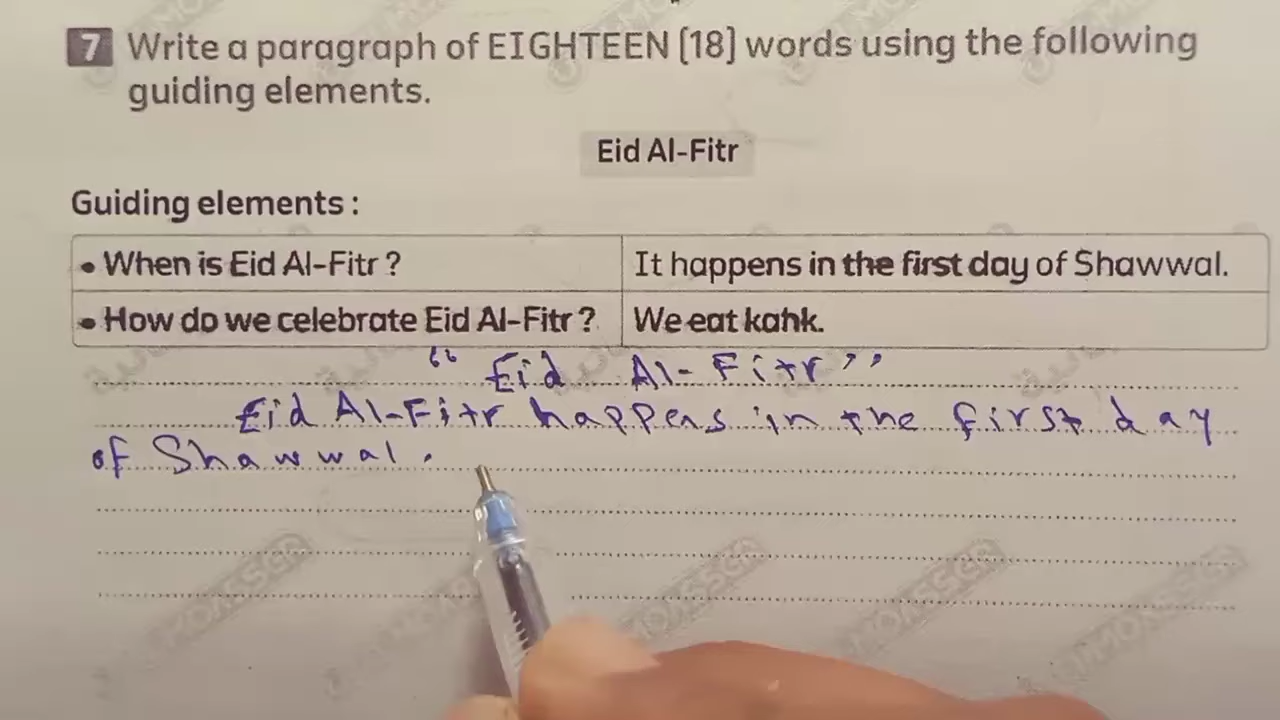 7 Write a paragraph of EIGHTEEN [18] words using the following
guiding elements.
Eid Al-Fitr
Guiding elements :
• When is Eid Al-Fitr ? It happens in the first day of Shawwal.
• How do we celebrate Eid Al-Fitr ? We eat kahk.
“ Eid Al-Fitr ”
Eid Al-Fitr happens in the first day
of Shawwal.